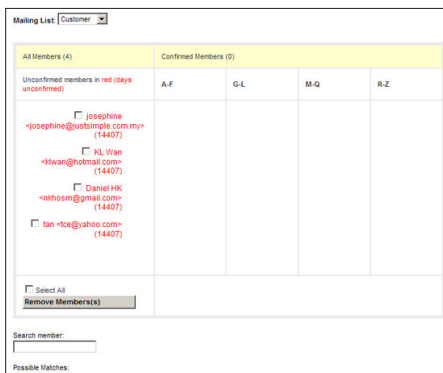 Mailing List: Customer
All Members (4)
Confirmed Members (0)
Unconfirmed members in red (days
unconfirmed)
A-F
G-L
M-Q
R-Z
josephine
<josephine@justsimple.com.my>
(14407)
KL Wan
<klwan@hotmail.com>
(14407)
Daniel HK
<nkhosm@gmail.com>
(14407)
tan <tce@yahoo.com>
(14407)
Select All
Remove Members(s)
Search member:
Possible Matches: